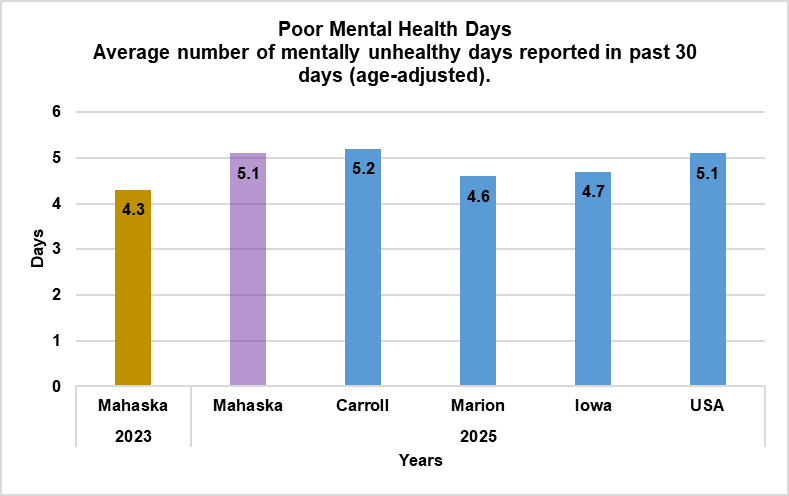 Poor Mental Health Days
Average number of mentally unhealthy days reported in past 30
days (age-adjusted).
6
5
4
3
2
1
0
Days
4.3
5.1
5.2
4.6
4.7
5.1
Mahaska Mahaska Carroll Marion Iowa USA
2023 2025
Years